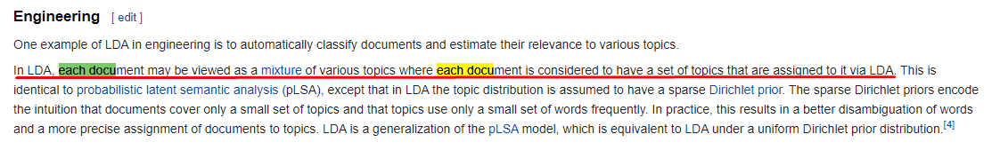 Engineering [ edit ]
One example of LDA in engineering is to automatically classify documents and estimate their relevance to various topics.
In LDA, each document may be viewed as a mixture of various topics where each document is considered to have a set of topics that are assigned to it via LDA. This is
identical to probabilistic latent semantic analysis (pLSA), except that in LDA the topic distribution is assumed to have a sparse Dirichlet prior. The sparse Dirichlet priors encode
the intuition that documents cover only a small set of topics and that topics use only a small set of words frequently. In practice, this results in a better disambiguation of words
and a more precise assignment of documents to topics. LDA is a generalization of the pLSA model, which is equivalent to LDA under a uniform Dirichlet prior distribution.[4]